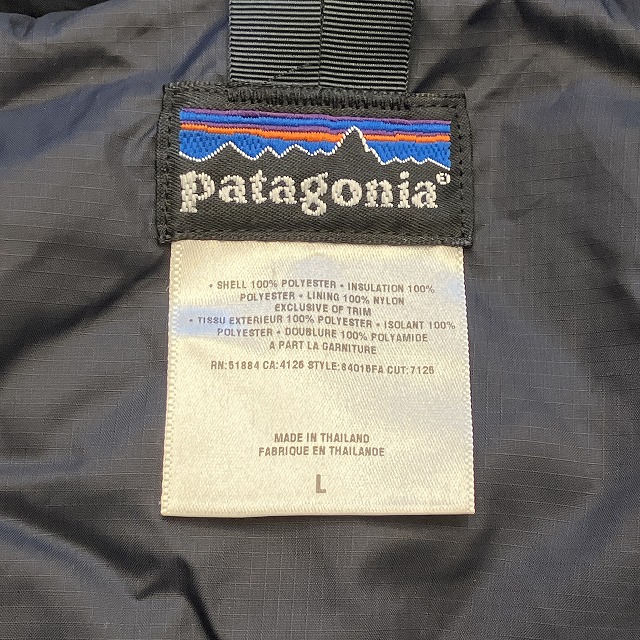 patagonia®
• SHELL 100% POLYESTER • INSULATION 100%
POLYESTER • LINING 100% NYLON
EXCLUSIVE OF TRIM
• TISSU EXTERIEUR 100% POLYESTER • ISOLANT 100%
POLYESTER • DOUBLURE 100% POLYAMIDE
A PART LA GARNITURE
RN:51884 CA:4125 STYLE:84015FA CUT:7125
MADE IN THAILAND
FABRIQUE EN THAILANDE
L